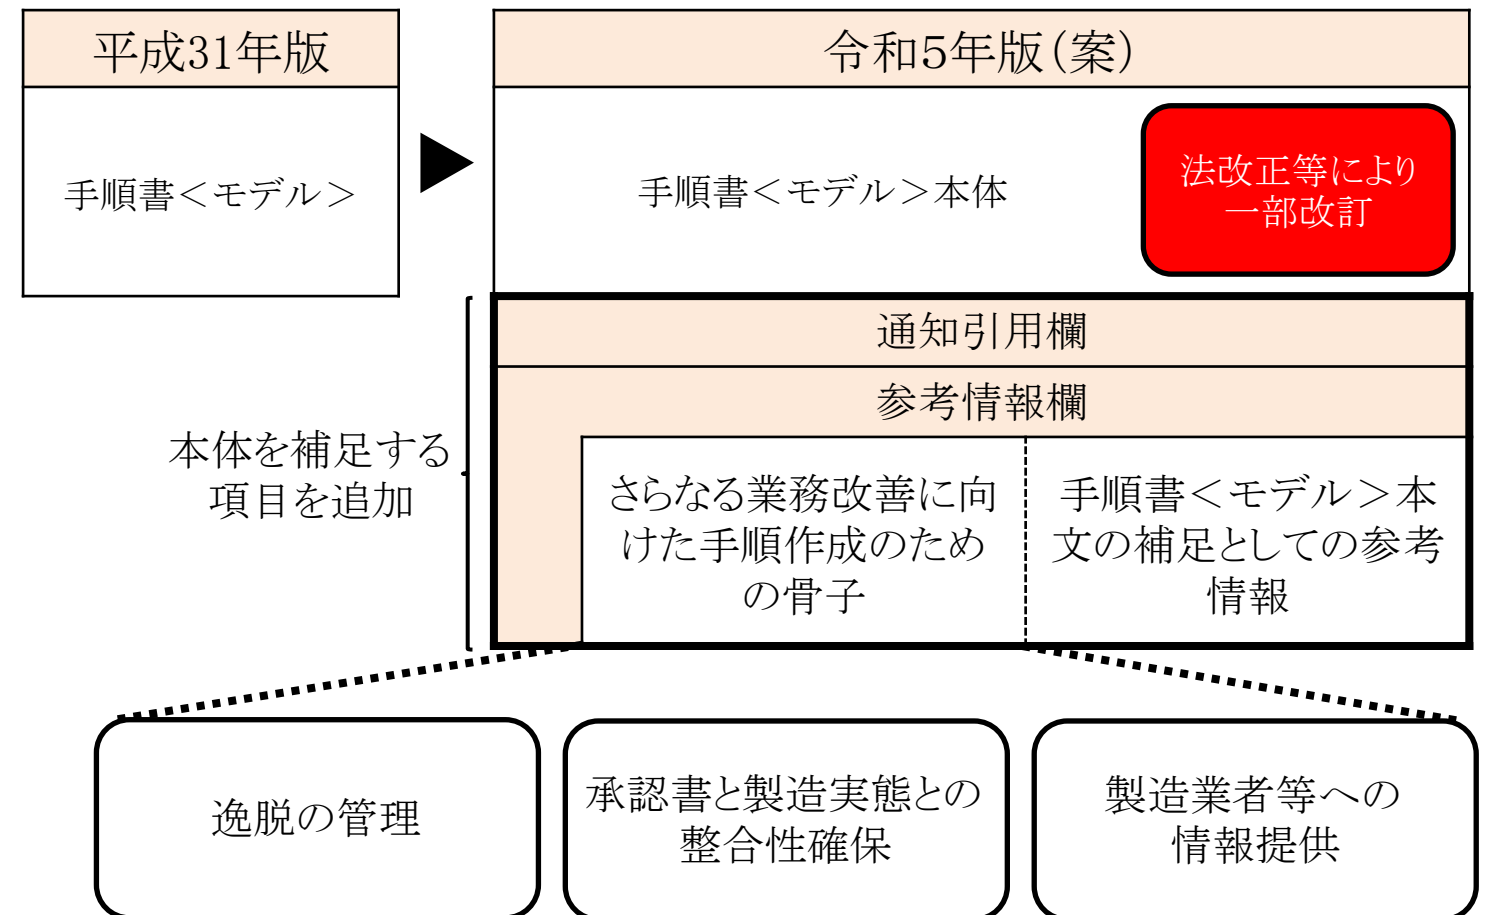 平成31年版
令和5年版(案)
手順書<モデル>
手順書<モデル>本体
法改正等により
一部改訂
通知引用欄
参考情報欄
本体を補足する
項目を追加
さらなる業務改善に向
けた手順作成のため
の骨子
手順書<モデル>本
文の補足としての参考
情報
逸脱の管理
承認書と製造実態との
整合性確保
製造業者等への
情報提供